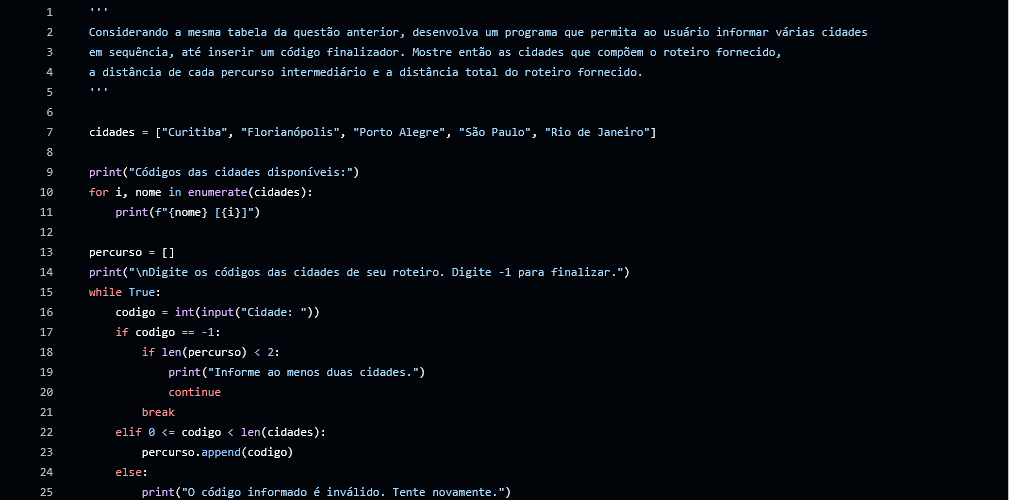 1 '''
2 Considerando a mesma tabela da questão anterior, desenvolva um programa que permita ao usuário informar várias cidades
3 em sequência, até inserir um código finalizador. Mostre então as cidades que compõem o roteiro fornecido,
4 a distância de cada percurso intermediário e a distância total do roteiro fornecido.
5 '''
6
7 cidades = ["Curitiba", "Florianópolis", "Porto Alegre", "São Paulo", "Rio de Janeiro"]
8
9 print("Códigos das cidades disponíveis:")
10 for i, nome in enumerate(cidades):
11     print(f"{nome} [{i}]")
12
13 percurso = []
14 print("\nDigite os códigos das cidades de seu roteiro. Digite -1 para finalizar.")
15 while True:
16     codigo = int(input("Cidade: "))
17     if codigo == -1:
18         if len(percurso) < 2:
19             print("Informe ao menos duas cidades.")
20             continue
21         break
22     elif 0 <= codigo < len(cidades):
23         percurso.append(codigo)
24     else:
25         print("O código informado é inválido. Tente novamente.")